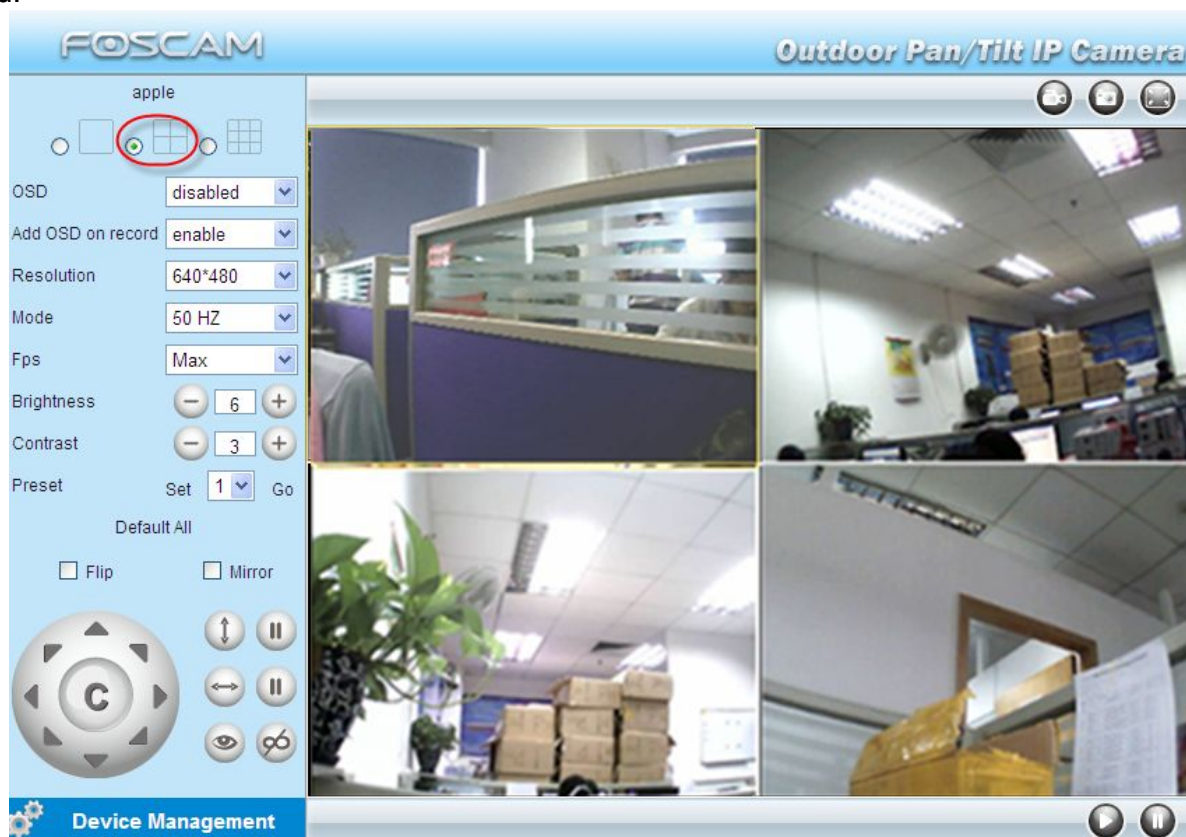 u.
FOSCAM
Outdoor Pan/Tilt IP Camera
apple
OSD disabled
Add OSD on record enable
Resolution 640*480
Mode 50 HZ
Fps Max
Brightness 6
Contrast 3
Preset Set 1 Go
Default All
Flip Mirror
C
Device Management